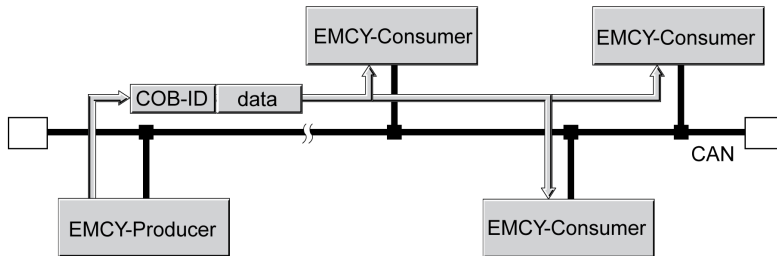 EMCY-Consumer
EMCY-Consumer
COB-ID
data
CAN
EMCY-Producer
EMCY-Consumer